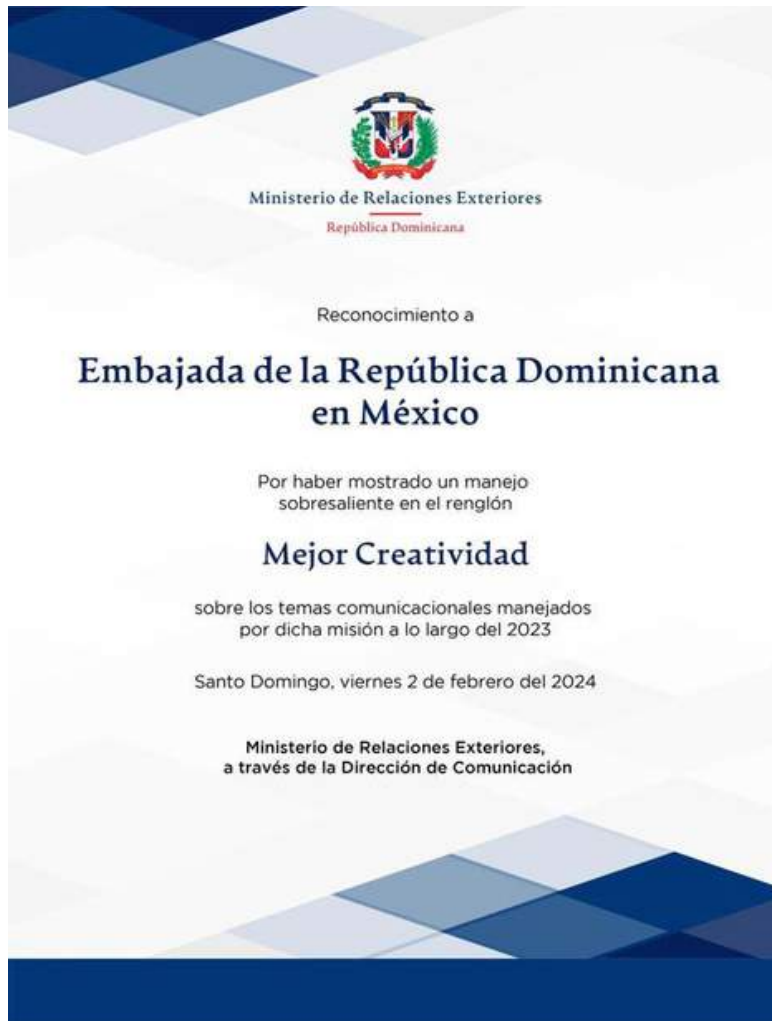 Ministerio de Relaciones Exteriores
República Dominicana
Reconocimiento a
Embajada de la República Dominicana
en México
Por haber mostrado un manejo
sobresaliente en el renglón
Mejor Creatividad
sobre los temas comunicacionales manejados
por dicha misión a lo largo del 2023
Santo Domingo, viernes 2 de febrero del 2024
Ministerio de Relaciones Exteriores,
a través de la Dirección de Comunicación